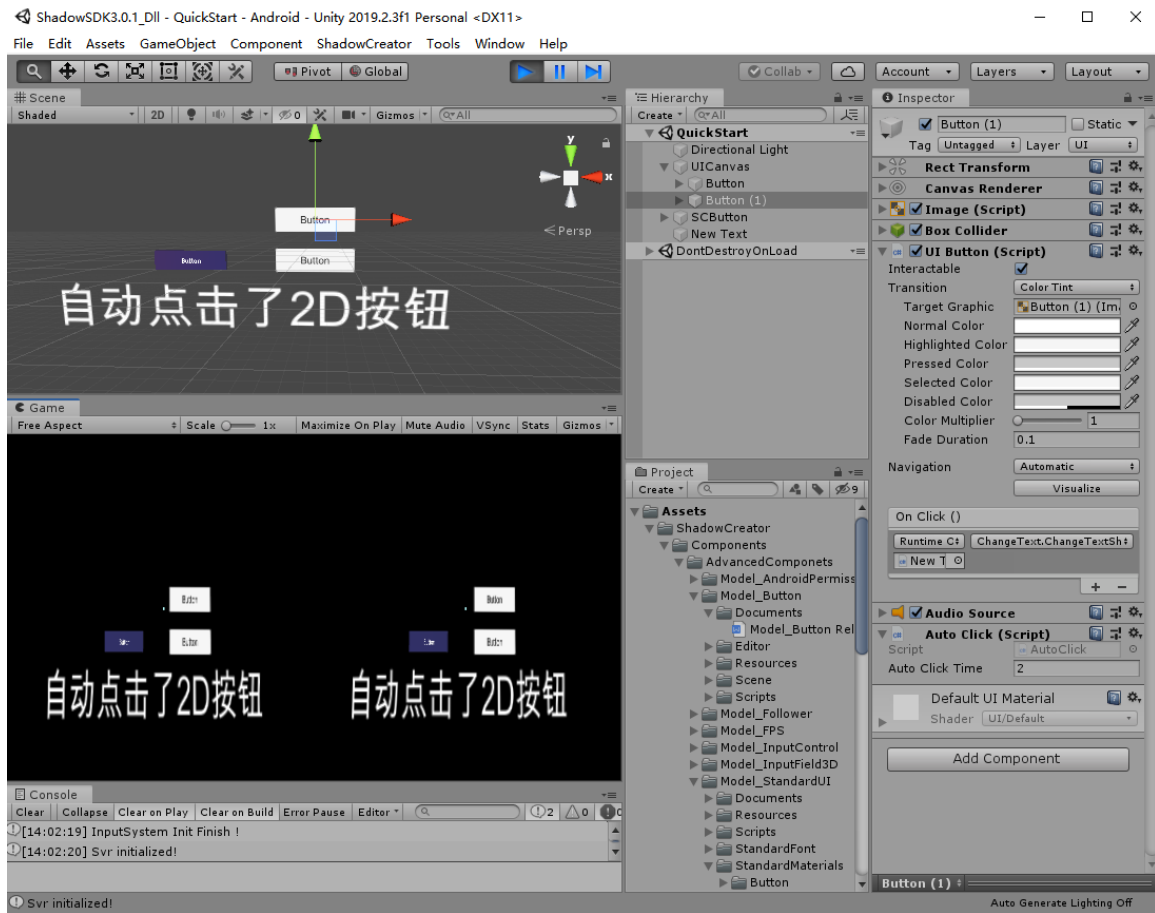 ShadowSDK3.0.1_Dll - QuickStart - Android - Unity 2019.2.3f1 Personal <DX11>
File Edit Assets GameObject Component ShadowCreator Tools Window Help
Pivot Global Collab Account Layers Layout
Scene
Shaded 2D 0 Gizmos All
y
x
Persp
Button
Button
Button
自动点击了2D按钮
Game
Free Aspect Scale 1x Maximize On Play Mute Audio VSync Stats Gizmos
Button Button
Button Button
自动点击了2D按钮 自动点击了2D按钮
Console
Clear Collapse Clear on Play Clear on Build Error Pause Editor 2 0
[14:02:19] InputSystem Init Finish !
[14:02:20] Svr initialized!
Svr initialized!
Hierarchy
Create All
QuickStart
Directional Light
UICanvas
Button
Button (1)
SCButton
New Text
DontDestroyOnLoad
Project
Create 9
Assets
ShadowCreator
Components
AdvancedComponets
Model_AndroidPermiss
Model_Button
Documents
Model_Button Rel
Editor
Resources
Scene
Scripts
Model_Follower
Model_FPS
Model_InputControl
Model_InputField3D
Model_StandardUI
Documents
Resources
Scripts
StandardFont
StandardMaterials
Button
Inspector
Button (1) Static
Tag Untagged Layer UI
Rect Transform
Canvas Renderer
Image (Script)
Box Collider
UI Button (Script)
Interactable
Transition Color Tint
Target Graphic Button (1) (Im
Normal Color
Highlighted Color
Pressed Color
Selected Color
Disabled Color
Color Multiplier 1
Fade Duration 0.1
Navigation Automatic
Visualize
On Click ()
Runtime C ChangeText.ChangeTextSh
New T
+ −
Audio Source
Auto Click (Script)
Script AutoClick
Auto Click Time 2
Default UI Material
Shader UI/Default
Add Component
Button (1)
Auto Generate Lighting Off